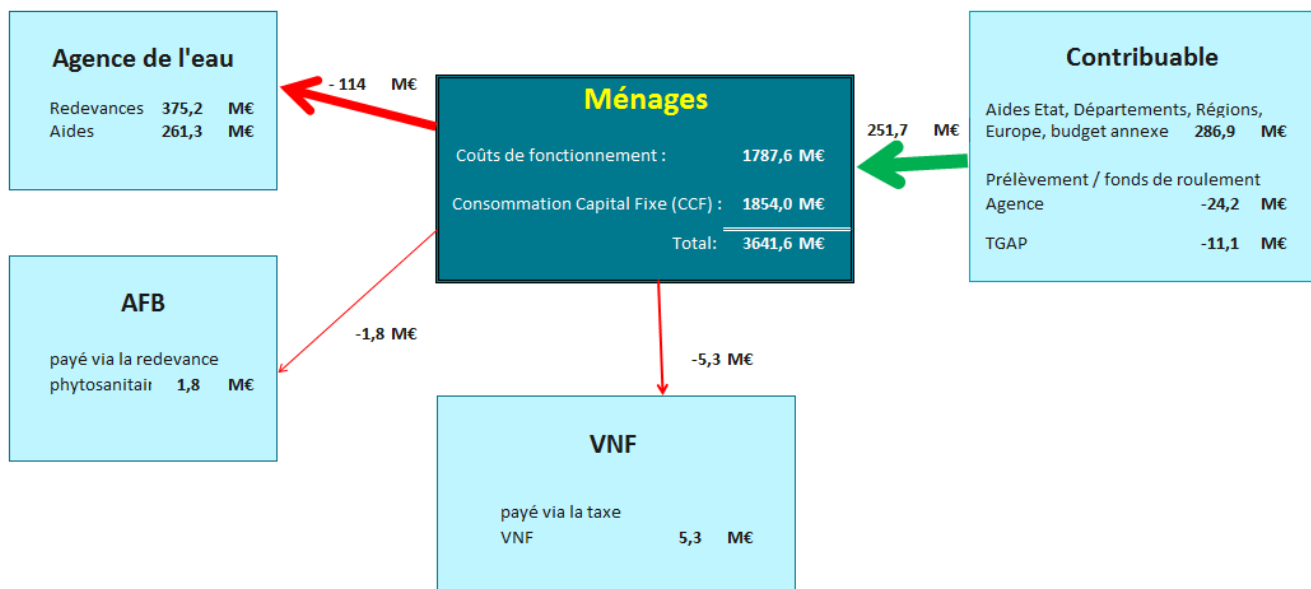 Agence de l'eau
Redevances 375,2 M€
Aides 261,3 M€
- 114 M€
Ménages
Coûts de fonctionnement : 1787,6 M€
Consommation Capital Fixe (CCF) : 1854,0 M€
Total: 3641,6 M€
251,7 M€
Contribuable
Aides Etat, Départements, Régions,
Europe, budget annexe 286,9 M€
Prélèvement / fonds de roulement
Agence -24,2 M€
TGAP -11,1 M€
AFB
payé via la redevance
phytosanitair 1,8 M€
-1,8 M€
-5,3 M€
VNF
payé via la taxe
VNF 5,3 M€